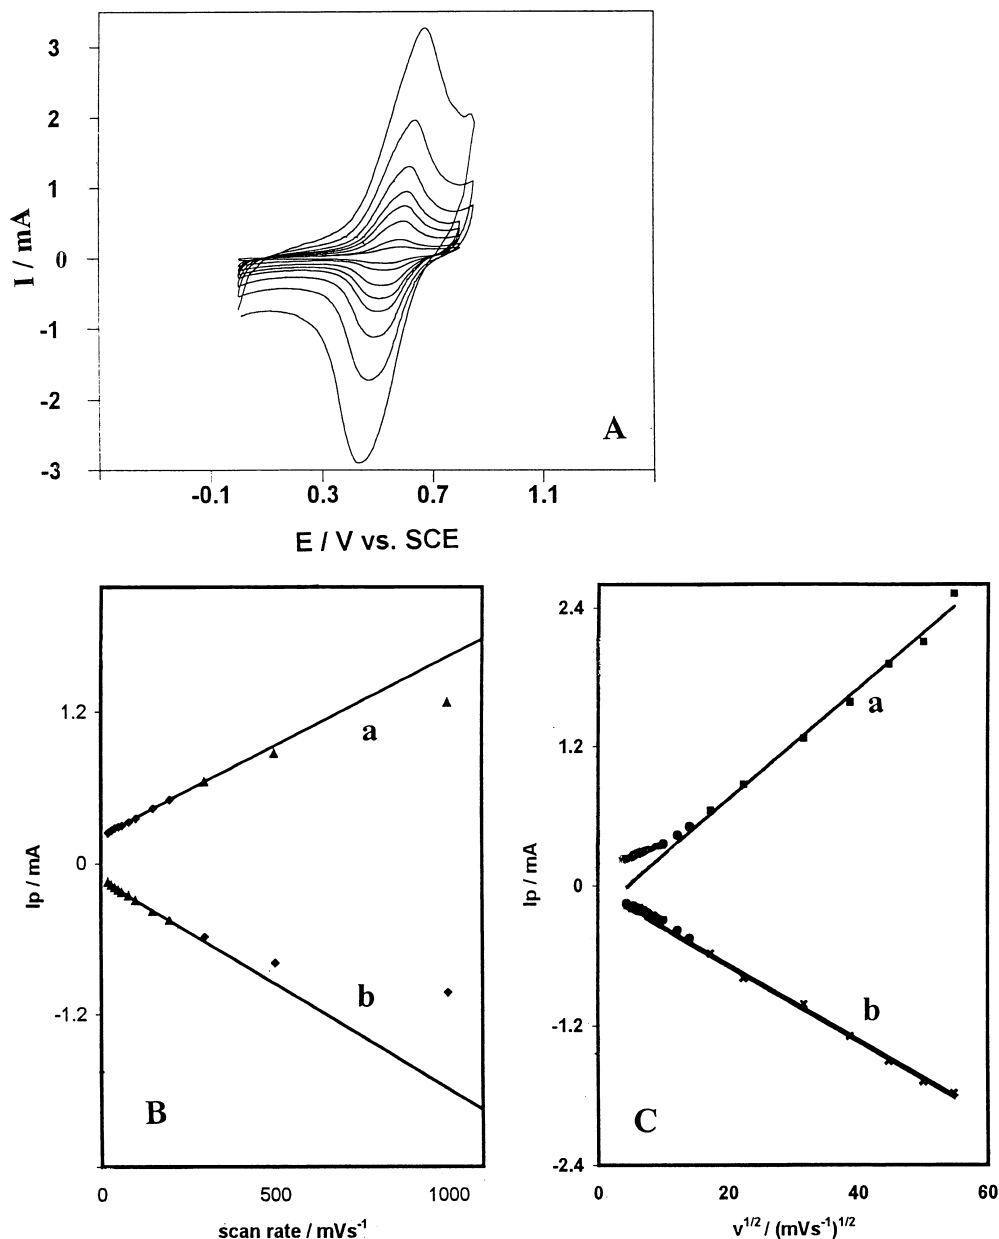 3
2
1
0
-1
-2
-3
I / mA
A
-0.1 0.3 0.7 1.1
E / V vs. SCE
1.2
0
-1.2
Ip / mA
a
b
B
0 500 1000
scan rate / mVs-1
2.4
1.2
0
-1.2
-2.4
Ip / mA
a
b
C
0 20 40 60
v1/2 / (mVs-1)1/2